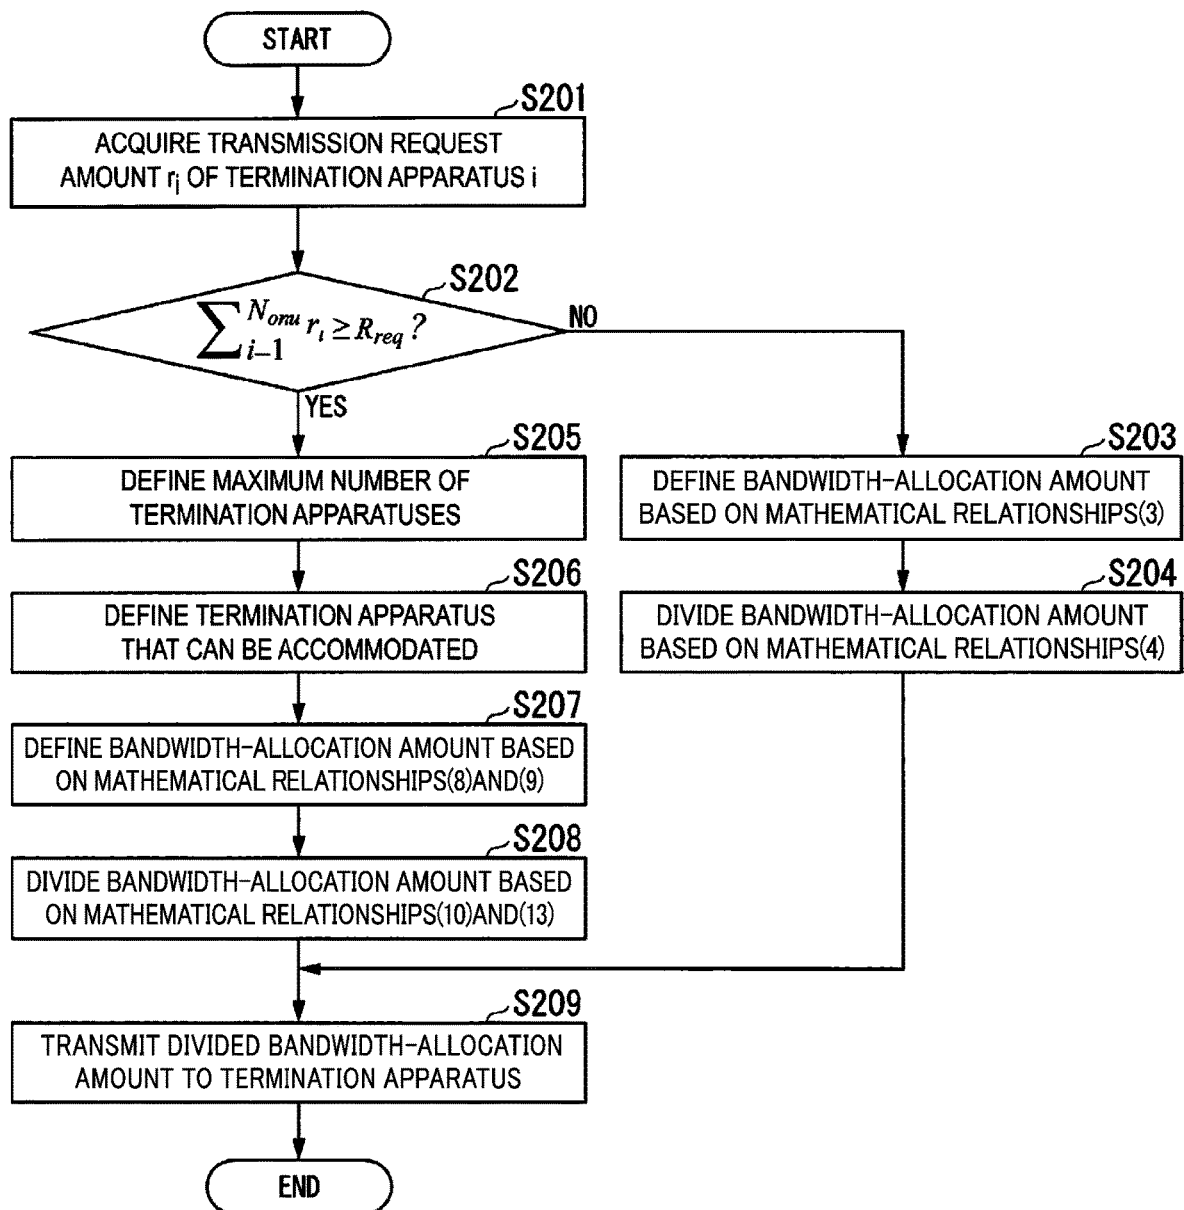 START
S201
ACQUIRE TRANSMISSION REQUEST
AMOUNT ri OF TERMINATION APPARATUS i
S202
∑ i–1 Nonu rι ≥ Rreq ?
NO
YES
S205
DEFINE MAXIMUM NUMBER OF
TERMINATION APPARATUSES
S203
DEFINE BANDWIDTH-ALLOCATION AMOUNT
BASED ON MATHEMATICAL RELATIONSHIPS(3)
S206
DEFINE TERMINATION APPARATUS
THAT CAN BE ACCOMMODATED
S204
DIVIDE BANDWIDTH-ALLOCATION AMOUNT
BASED ON MATHEMATICAL RELATIONSHIPS(4)
S207
DEFINE BANDWIDTH-ALLOCATION AMOUNT BASED
ON MATHEMATICAL RELATIONSHIPS(8)AND(9)
S208
DIVIDE BANDWIDTH-ALLOCATION AMOUNT BASED
ON MATHEMATICAL RELATIONSHIPS(10)AND(13)
S209
TRANSMIT DIVIDED BANDWIDTH-ALLOCATION
AMOUNT TO TERMINATION APPARATUS
END